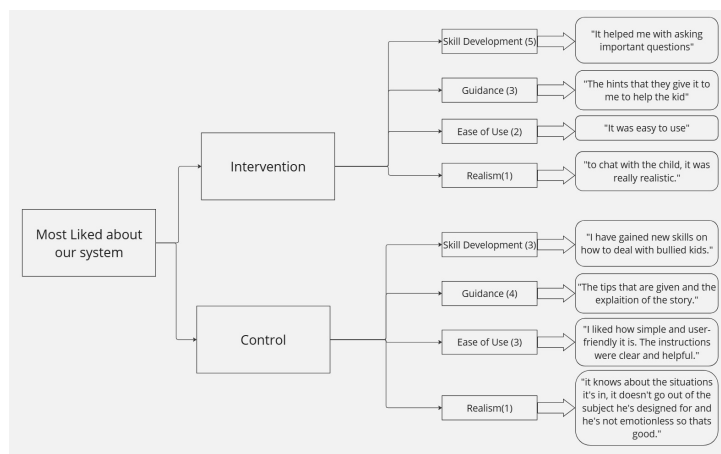 Most Liked about
our system
Intervention
Skill Development (5)
"It helped me with asking
important questions"
Guidance (3)
"The hints that they give it to
me to help the kid"
Ease of Use (2)
"It was easy to use"
Realism(1)
"to chat with the child, it was
really realistic."
Control
Skill Development (3)
"I have gained new skills on
how to deal with bullied kids."
Guidance (4)
"The tips that are given and the
explaition of the story."
Ease of Use (3)
"I liked how simple and user-
friendly it is. The instructions
were clear and helpful."
Realism(1)
"it knows about the situations
it's in, it doesn't go out of the
subject he's designed for and
he's not emotionless so thats
good."